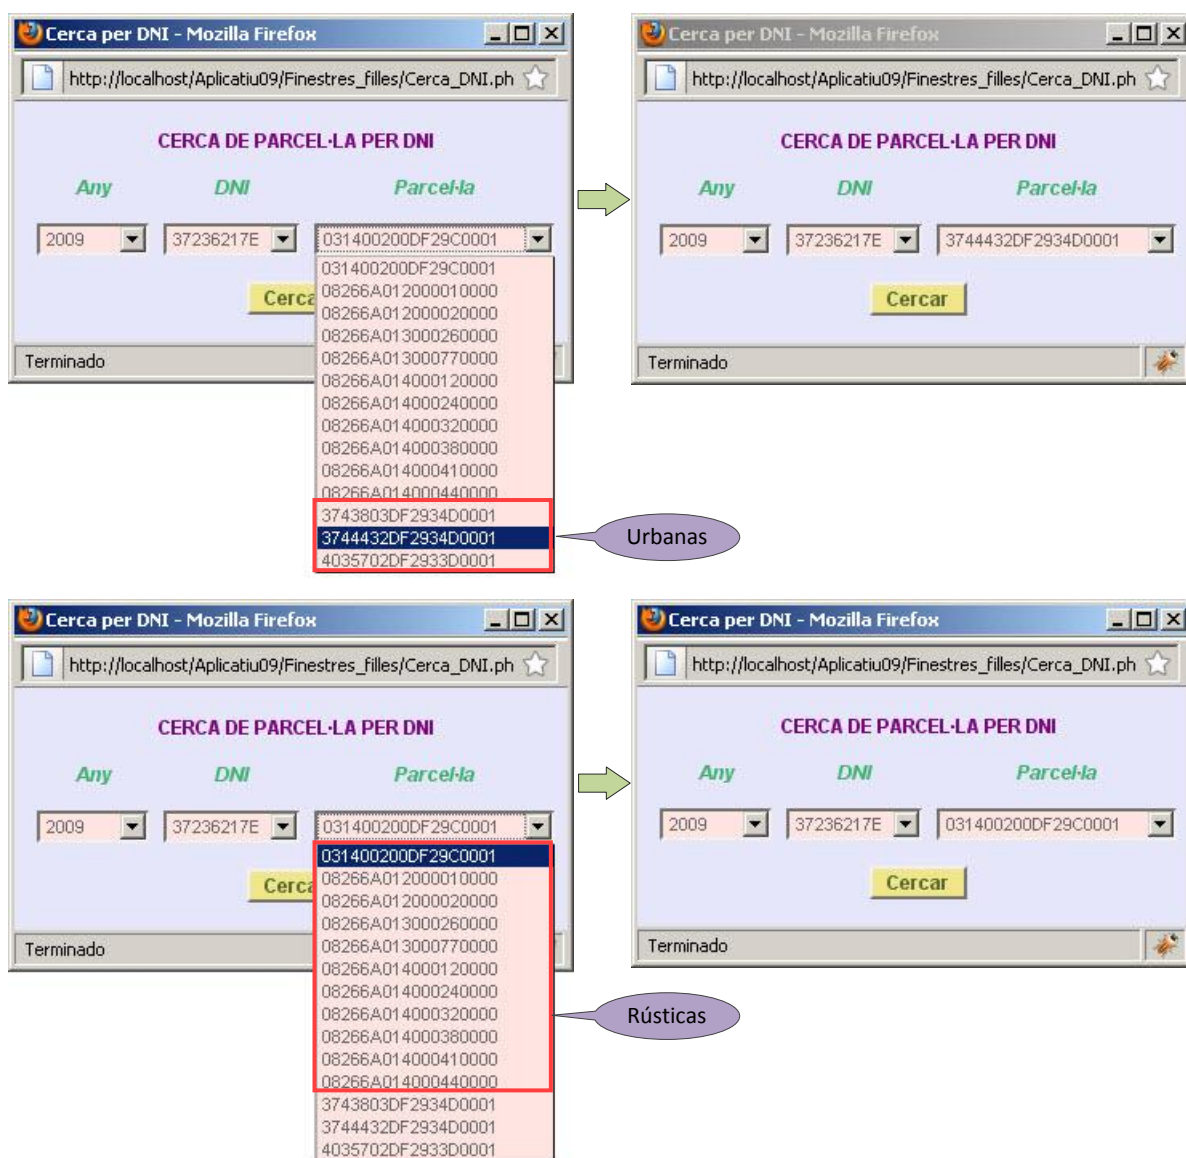 Cerca per DNI - Mozilla Firefox
http://localhost/Aplicatiu09/Finestres_filles/Cerca_DNI.ph
CERCA DE PARCEL·LA PER DNI
Any DNI Parcel·la
2009 37236217E 031400200DF29C0001
Cerca
Terminado
031400200DF29C0001
08266A012000010000
08266A012000020000
08266A013000260000
08266A013000770000
08266A014000120000
08266A014000240000
08266A014000320000
08266A014000380000
08266A014000410000
08266A014000440000
3743803DF2934D0001
3744432DF2934D0001
4035702DF2933D0001
Urbanas
Cerca per DNI - Mozilla Firefox
http://localhost/Aplicatiu09/Finestres_filles/Cerca_DNI.ph
CERCA DE PARCEL·LA PER DNI
Any DNI Parcel·la
2009 37236217E 3744432DF2934D0001
Cercar
Terminado
Cerca per DNI - Mozilla Firefox
http://localhost/Aplicatiu09/Finestres_filles/Cerca_DNI.ph
CERCA DE PARCEL·LA PER DNI
Any DNI Parcel·la
2009 37236217E 031400200DF29C0001
Cerca
Terminado
031400200DF29C0001
08266A012000010000
08266A012000020000
08266A013000260000
08266A013000770000
08266A014000120000
08266A014000240000
08266A014000320000
08266A014000380000
08266A014000410000
08266A014000440000
3743803DF2934D0001
3744432DF2934D0001
4035702DF2933D0001
Rústicas
Cerca per DNI - Mozilla Firefox
http://localhost/Aplicatiu09/Finestres_filles/Cerca_DNI.ph
CERCA DE PARCEL·LA PER DNI
Any DNI Parcel·la
2009 37236217E 031400200DF29C0001
Cercar
Terminado